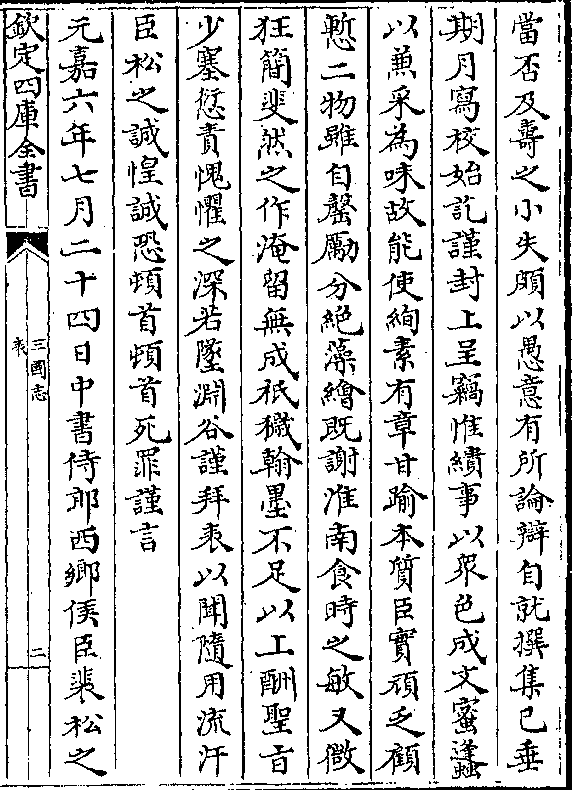 當否及壽之小失頗以愚意有所論辯自就撰集已垂
期月寫校始訖謹封上呈竊惟繢事以衆色成文蜜蠭
以兼采為味故能使絢素有章甘踰本質臣實頑乏顧
慙二物雖自罄勵分絶藻繪既謝淮南食時之敏又微
狂簡斐然之作淹留無成秖穢翰墨不足以上酬聖旨
少塞愆責愧懼之深若墜淵谷謹拜表以聞隨用流汗
臣松之誠惶誠恐頓首頓首死罪謹言
元嘉六年七月二十四日中書侍郎西鄉侯臣裴松之
欽定四庫全書
三國志
表
二